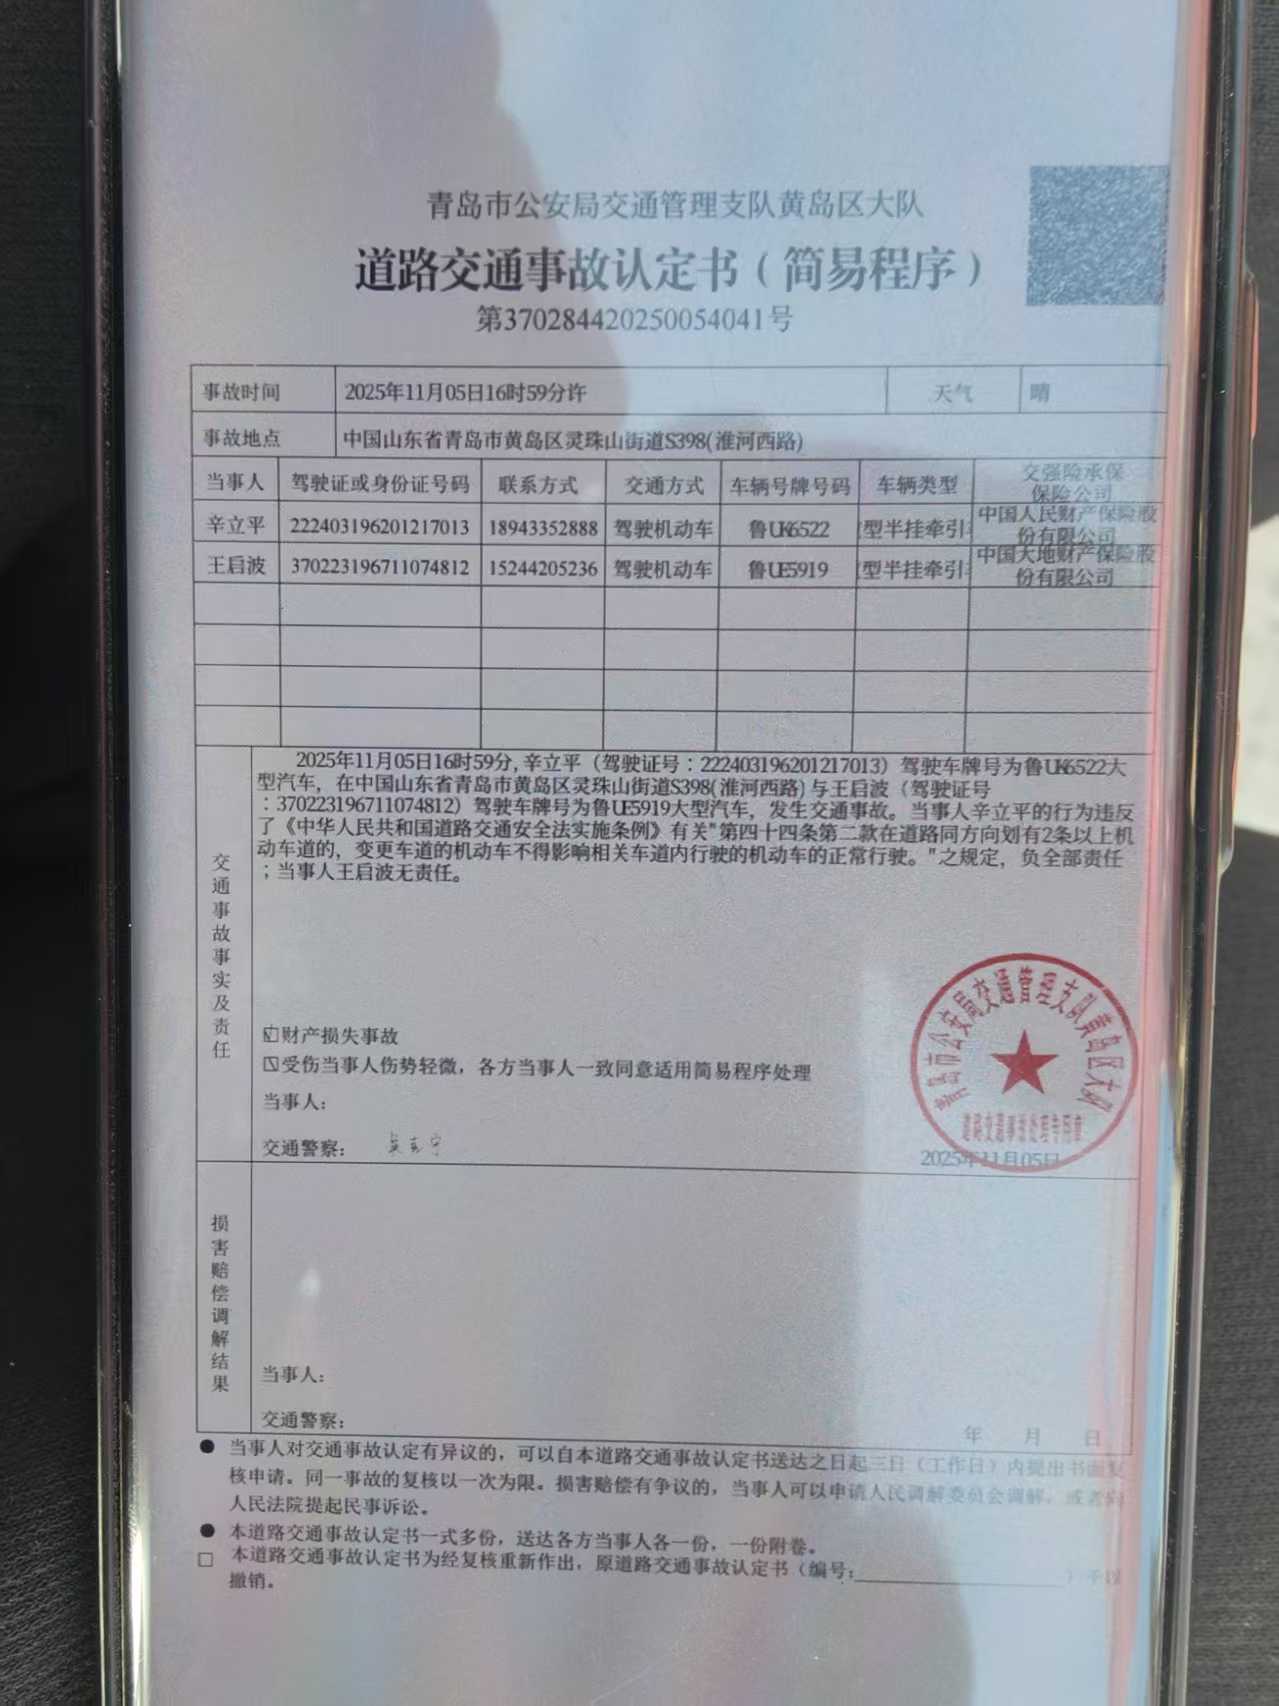 青岛市公安局交通管理支队黄岛区大队
道路交通事故认定书（简易程序）
第370284420250054041号
事故时间 2025年11月05日16时59分许 天气 晴
事故地点 中国山东省青岛市黄岛区灵珠山街道S398(淮河西路)
当事人 驾驶证或身份证号码 联系方式 交通方式 车辆号牌号码 车辆类型 交强险承保保险公司
辛立平 222403196201217013 18943352888 驾驶机动车 鲁UK6522 型半挂牵引 中国人民财产保险股份有限公司
王启波 370223196711074812 15244205236 驾驶机动车 鲁UE5919 型半挂牵引 中国大地财产保险股份有限公司
交通事故事实及责任
2025年11月05日16时59分, 辛立平（驾驶证号：222403196201217013）驾驶车牌号为鲁UK6522大
型汽车，在中国山东省青岛市黄岛区灵珠山街道S398(淮河西路) 与王启波（驾驶证号
：370223196711074812）驾驶车牌号为鲁UE5919大型汽车，发生交通事故。当事人辛立平的行为违反
了《中华人民共和国道路交通安全法实施条例》有关"第四十四条第二款在道路同方向划有2条以上机
动车道的，变更车道的机动车不得影响相关车道内行驶的机动车的正常行驶。"之规定，负全部责任
；当事人王启波无责任。
☑财产损失事故
☑受伤当事人伤势轻微，各方当事人一致同意适用简易程序处理
当事人：
交通警察：
青岛市公安局交通管理支队黄岛区大队
道路交通事故处理专用章
2025年11月05日
损害赔偿调解结果
当事人：
交通警察：
年 月 日
● 当事人对交通事故认定有异议的，可以自本道路交通事故认定书送达之日起三日（工作日）内提出书面复
核申请。同一事故的复核以一次为限。损害赔偿有争议的，当事人可以申请人民调解委员会调解，或者向
人民法院提起民事诉讼。
● 本道路交通事故认定书一式多份，送达各方当事人各一份，一份附卷。
□ 本道路交通事故认定书为经复核重新作出，原道路交通事故认定书（编号：＿＿＿＿＿＿＿＿）予以
撤销。